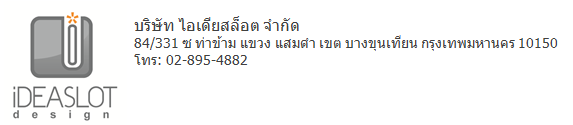 บริษัท ไอเดียสล็อต จำกัด
84/331 ซ ท่าข้าม แขวง แสมดำ เขต บางขุนเทียน กรุงเทพมหานคร 10150
โทร: 02-895-4882
iDEASLOT
design